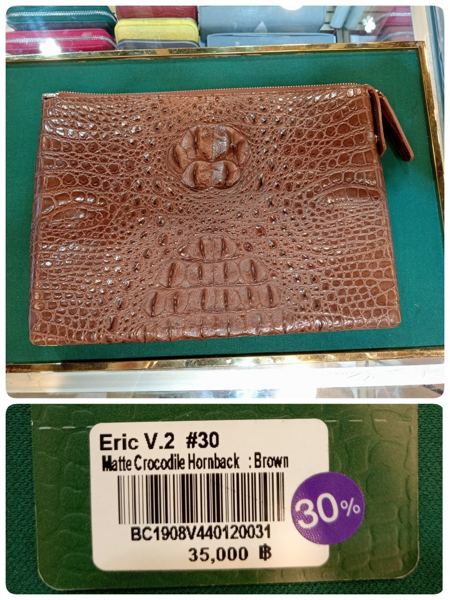 Eric V.2 #30
Matte Crocodile Hornback : Brown
BC1908V440120031
35,000 ฿
30%